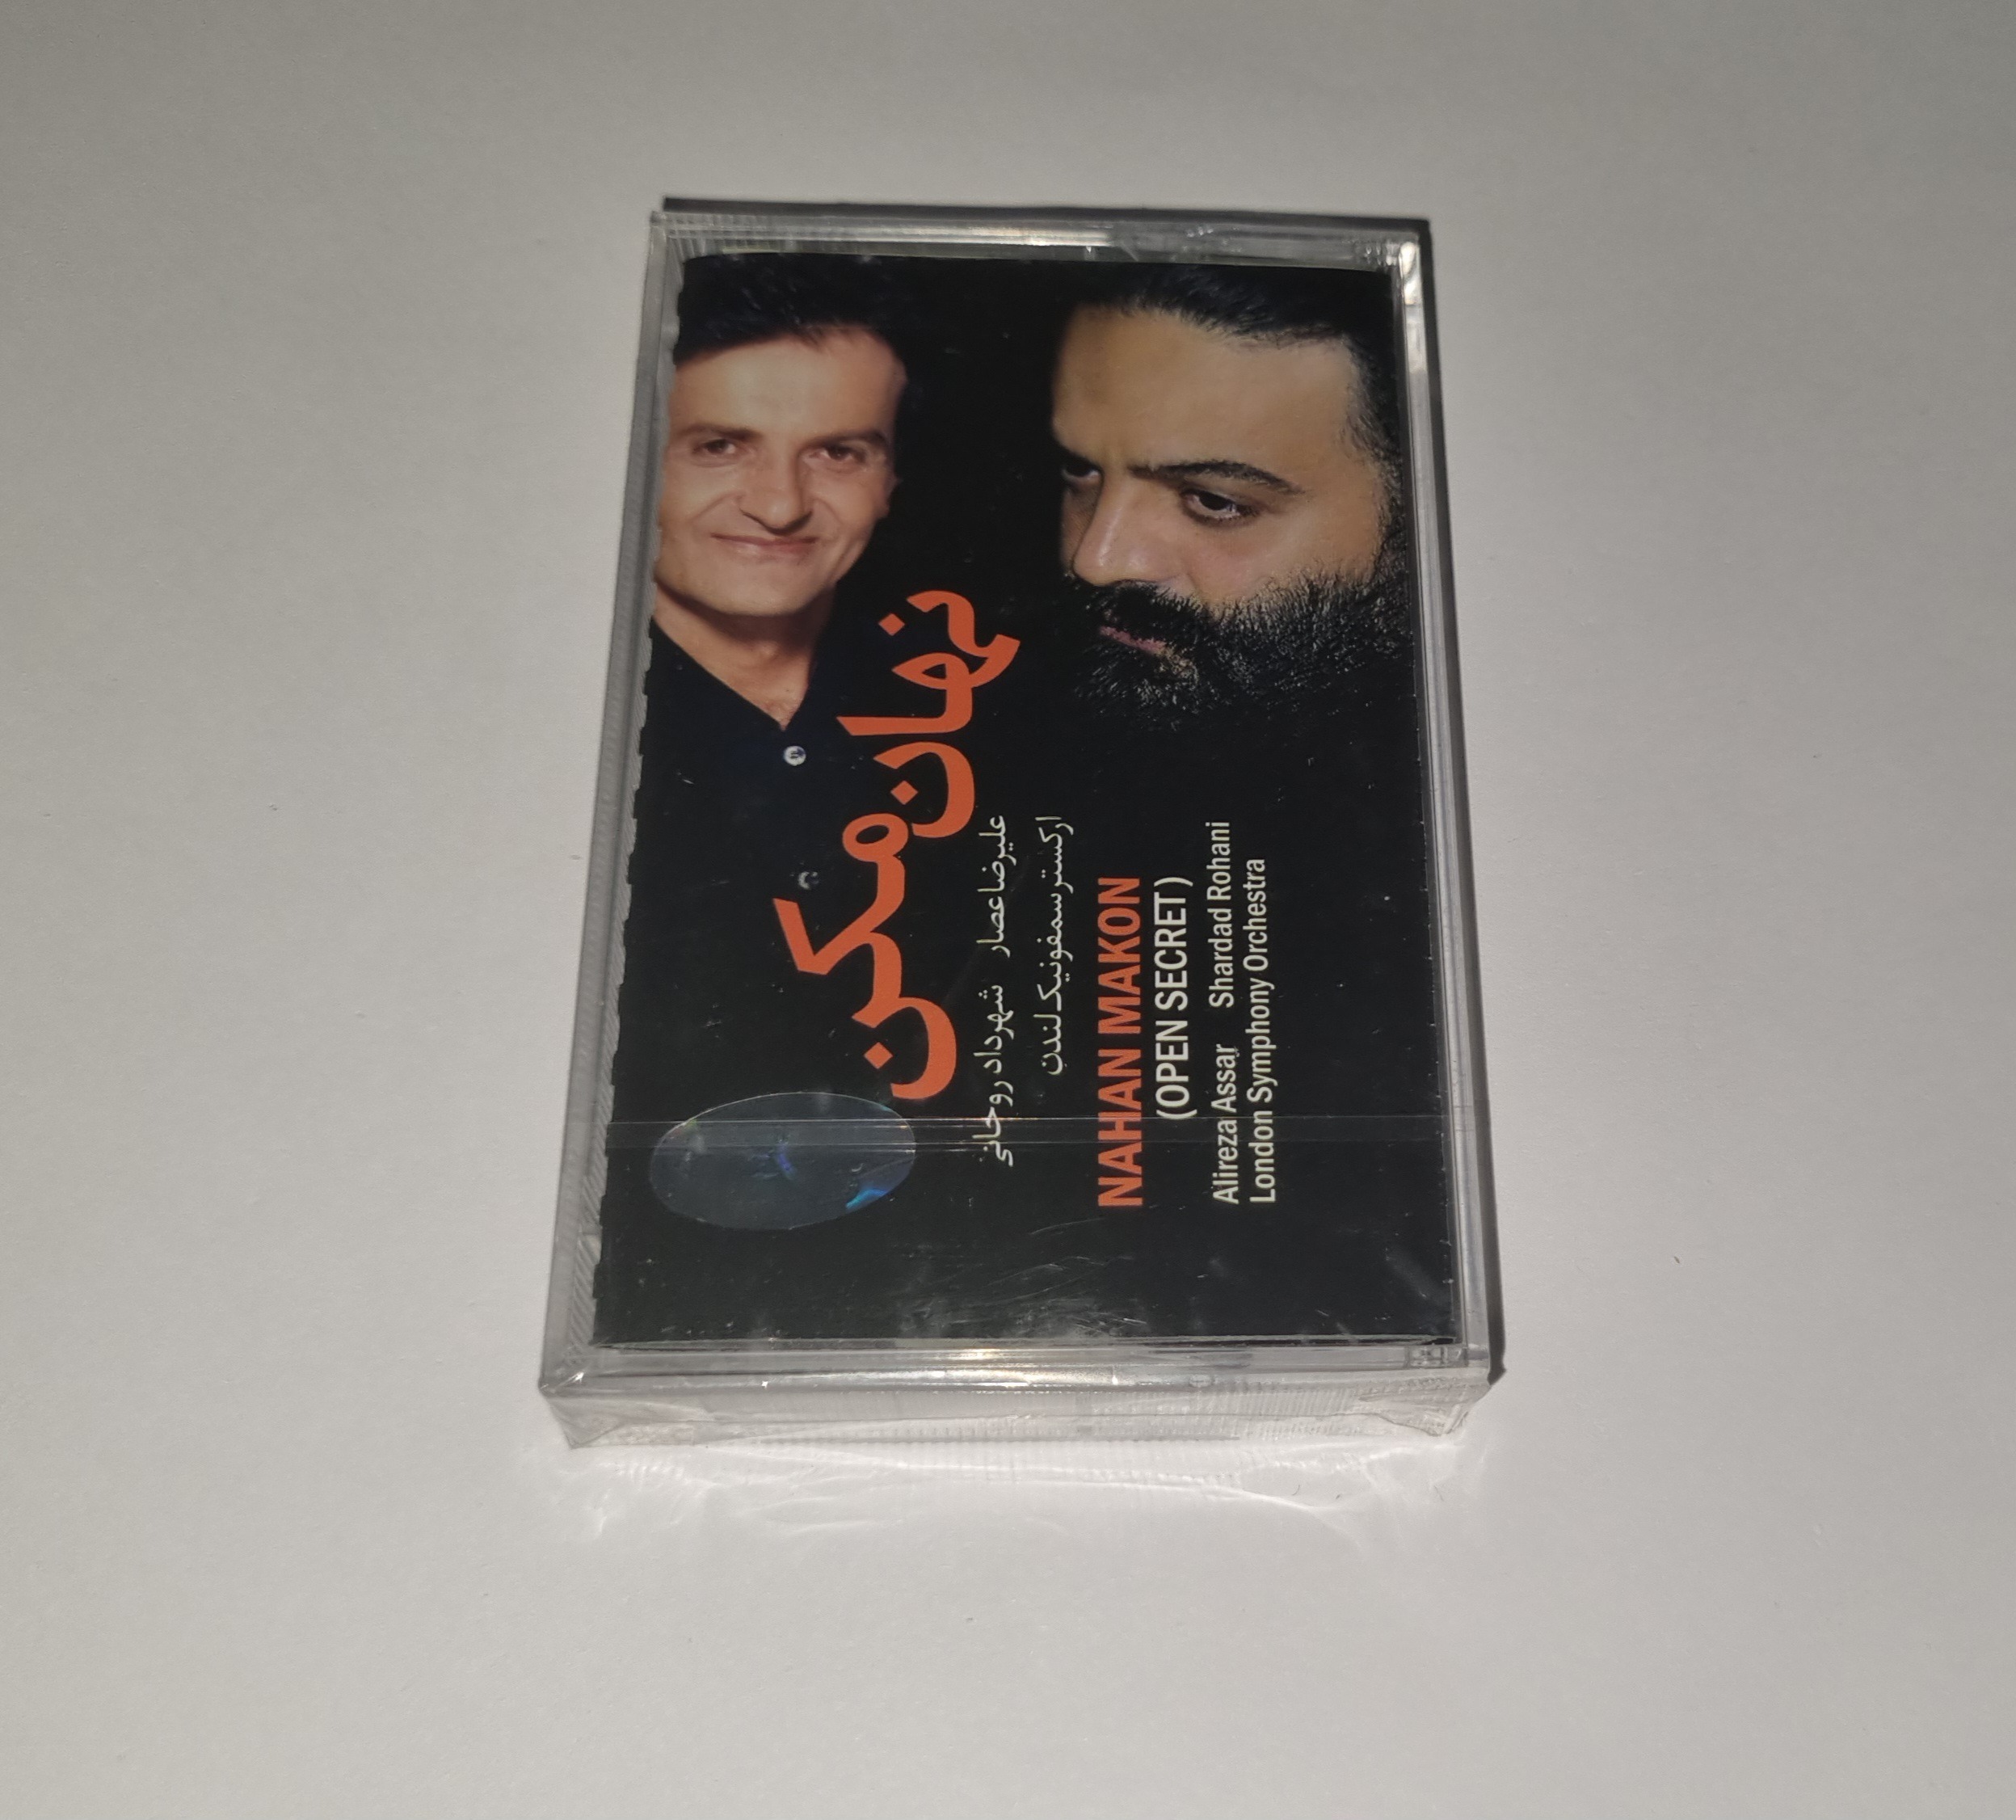 نهان مکن
علیرضا عصار شهرداد روحانی
ارکستر سمفونیک لندن
NAHAN MAKON
(OPEN SECRET)
Alireza Assar Shardad Rohani
London Symphony Orchestra